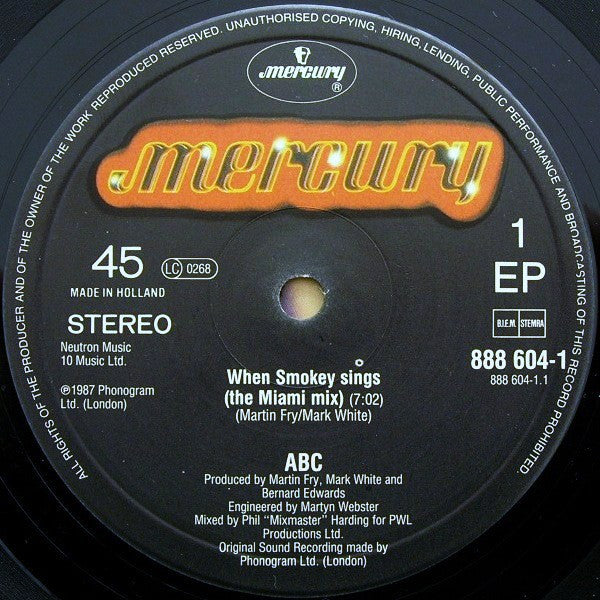 ALL RIGHTS OF THE PRODUCER AND OF THE OWNER OF THE WORK REPRODUCED RESERVED. UNAUTHORISED COPYING, HIRING, LENDING, PUBLIC PERFORMANCE AND BROADCASTING OF THIS RECORD PROHIBITED.
mercury
®
mercury
45
LC 0268
MADE IN HOLLAND
STEREO
Neutron Music
10 Music Ltd.
℗1987 Phonogram
Ltd. (London)
1
EP
B.I.E.M. STEMRA
888 604-1
888 604-1.1
When Smokey sings
(the Miami mix) (7:02)
(Martin Fry/Mark White)
ABC
Produced by Martin Fry, Mark White and
Bernard Edwards
Engineered by Martyn Webster
Mixed by Phil “Mixmaster” Harding for PWL
Productions Ltd.
Original Sound Recording made by
Phonogram Ltd. (London)